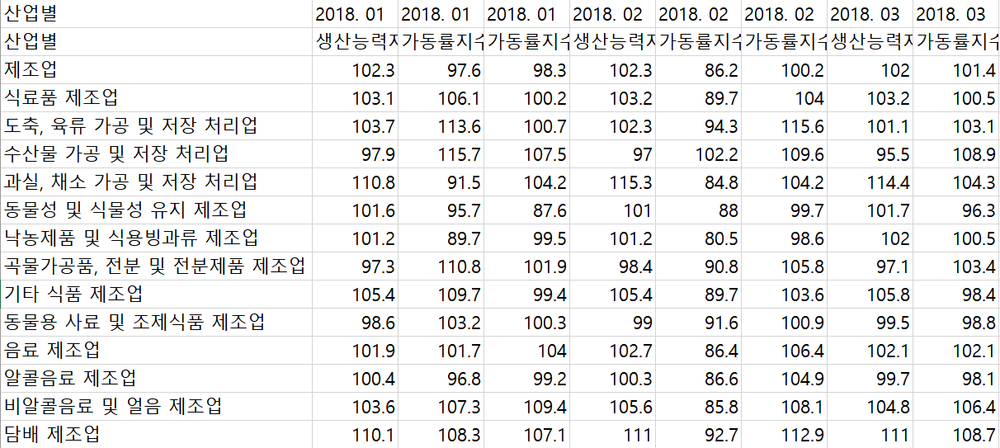 산업별 2018. 01 2018. 01 2018. 01 2018. 02 2018. 02 2018. 02 2018. 03 2018. 03
산업별 생산능력지 가동률지수 가동률지수 생산능력지 가동률지수 가동률지수 생산능력지 가동률지수
제조업 102.3 97.6 98.3 102.3 86.2 100.2 102 101.4
식료품 제조업 103.1 106.1 100.2 103.2 89.7 104 103.2 100.5
도축, 육류 가공 및 저장 처리업 103.7 113.6 100.7 102.3 94.3 115.6 101.1 103.1
수산물 가공 및 저장 처리업 97.9 115.7 107.5 97 102.2 109.6 95.5 108.9
과실, 채소 가공 및 저장 처리업 110.8 91.5 104.2 115.3 84.8 104.2 114.4 104.3
동물성 및 식물성 유지 제조업 101.6 95.7 87.6 101 88 99.7 101.7 96.3
낙농제품 및 식용빙과류 제조업 101.2 89.7 99.5 101.2 80.5 98.6 102 100.5
곡물가공품, 전분 및 전분제품 제조업 97.3 110.8 101.9 98.4 90.8 105.8 97.1 103.4
기타 식품 제조업 105.4 109.7 99.4 105.4 89.7 103.6 105.8 98.4
동물용 사료 및 조제식품 제조업 98.6 103.2 100.3 99 91.6 100.9 99.5 98.8
음료 제조업 101.9 101.7 104 102.7 86.4 106.4 102.1 102.1
알콜음료 제조업 100.4 96.8 99.2 100.3 86.6 104.9 99.7 98.1
비알콜음료 및 얼음 제조업 103.6 107.3 109.4 105.6 85.8 108.1 104.8 106.4
담배 제조업 110.1 108.3 107.1 111 92.7 112.9 111 108.7